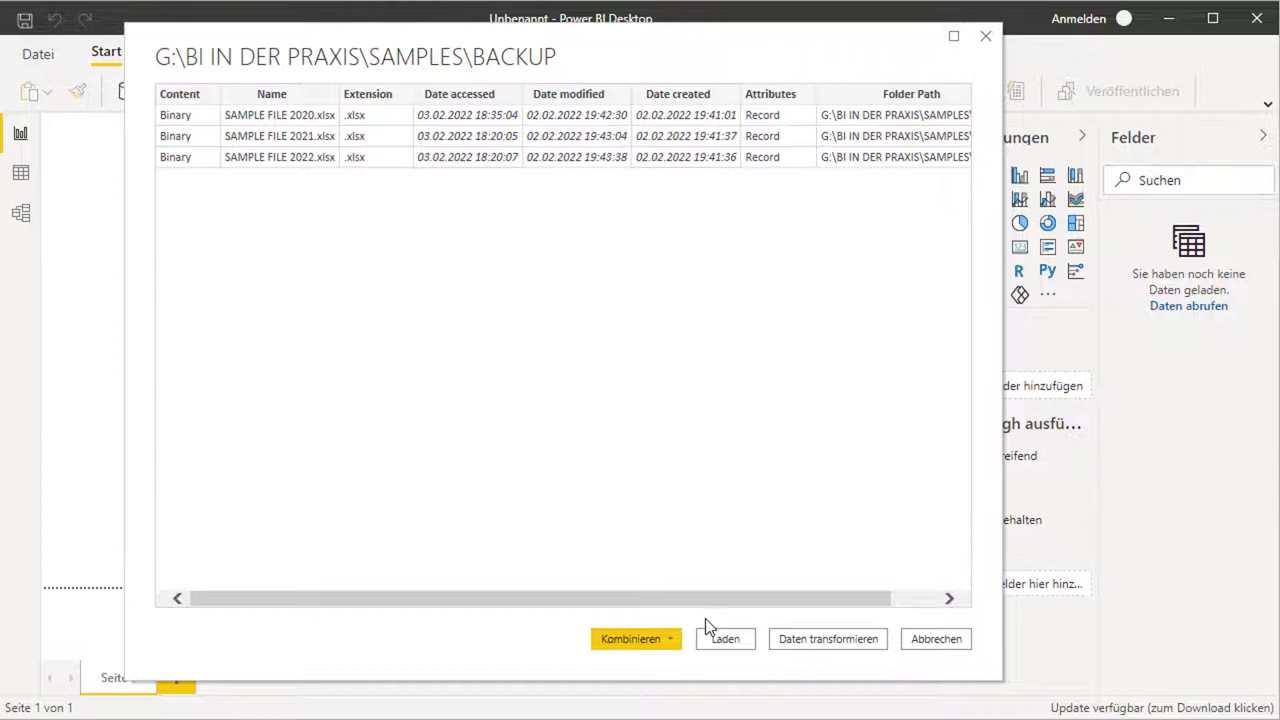 Unbenannt - Power BI Desktop
Anmelden
Datei
Start
G:\BI IN DER PRAXIS\SAMPLES\BACKUP
Content Name Extension Date accessed Date modified Date created Attributes Folder Path
Binary SAMPLE FILE 2020.xlsx .xlsx 03.02.2022 18:35:04 02.02.2022 19:42:30 02.02.2022 19:41:01 Record G:\BI IN DER PRAXIS\SAMPLES\
Binary SAMPLE FILE 2021.xlsx .xlsx 03.02.2022 18:20:05 02.02.2022 19:43:04 02.02.2022 19:41:37 Record G:\BI IN DER PRAXIS\SAMPLES\
Binary SAMPLE FILE 2022.xlsx .xlsx 03.02.2022 18:20:07 02.02.2022 19:43:38 02.02.2022 19:41:36 Record G:\BI IN DER PRAXIS\SAMPLES\
Kombinieren Laden Daten transformieren Abbrechen
Veröffentlichen
ungen
Felder
Suchen
123
R Py
Sie haben noch keine
Daten geladen.
Daten abrufen
der hinzufügen
gh ausfü...
reifend
ehalten
elder hier hinz...
Seite
Seite 1 von 1
Update verfügbar (zum Download klicken)